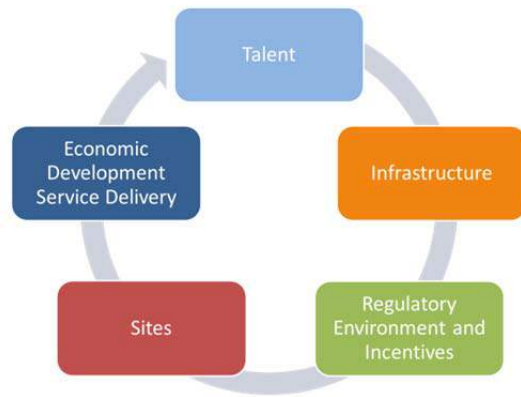 Talent
Infrastructure
Regulatory
Environment and
Incentives
Sites
Economic
Development
Service Delivery